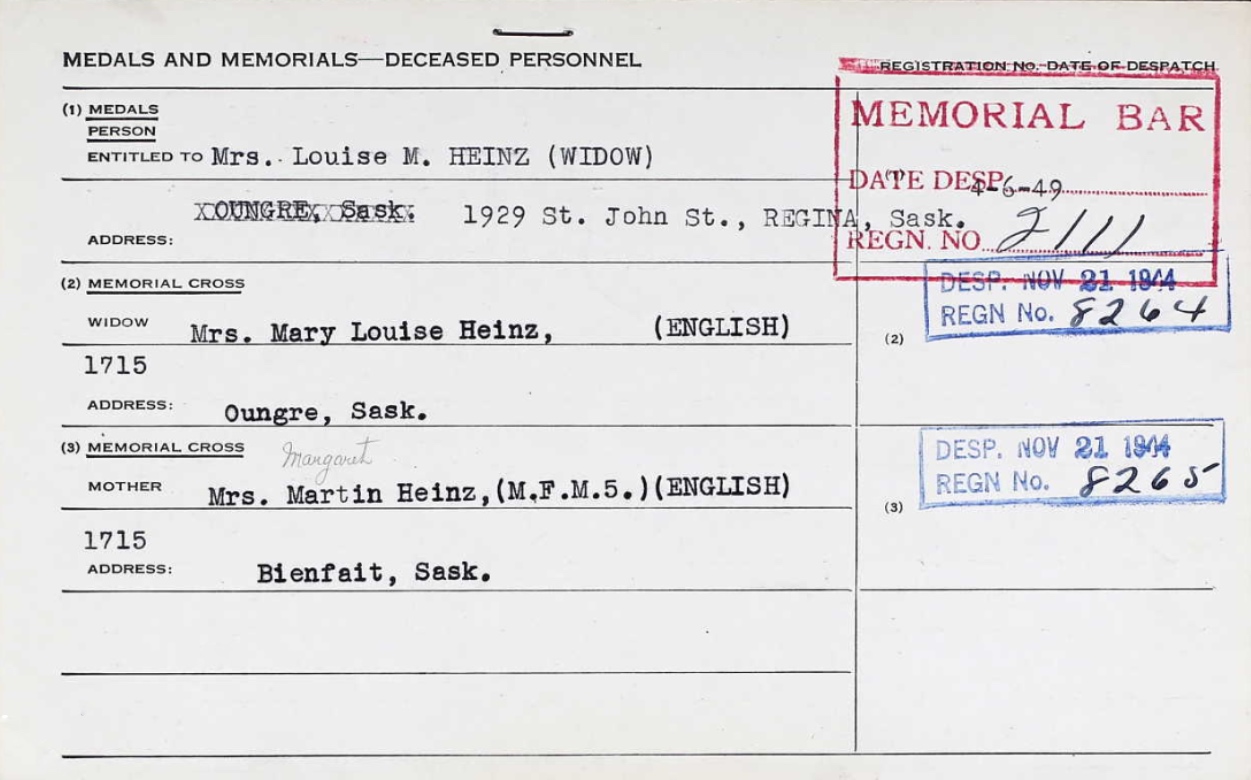 MEDALS AND MEMORIALS—DECEASED PERSONNEL
REGISTRATION NO. DATE OF DESPATCH
(1) MEDALS
PERSON
ENTITLED TO Mrs. Louise M. HEINZ (WIDOW)
MEMORIAL BAR
(1)
DATE DESP. 4-6-49
OUNGRE, Sask. 1929 St. John St., REGINA, Sask.
ADDRESS:
REGN. NO. 2111
(2) MEMORIAL CROSS
DESP. NOV 21 1944
REGN No. 8264
WIDOW Mrs. Mary Louise Heinz, (ENGLISH)
(2)
1715
ADDRESS: Oungre, Sask.
(3) MEMORIAL CROSS
Margaret
DESP. NOV 21 1944
REGN No. 8265
MOTHER Mrs. Martin Heinz,(M.F.M.5.)(ENGLISH)
(3)
1715
ADDRESS: Bienfait, Sask.